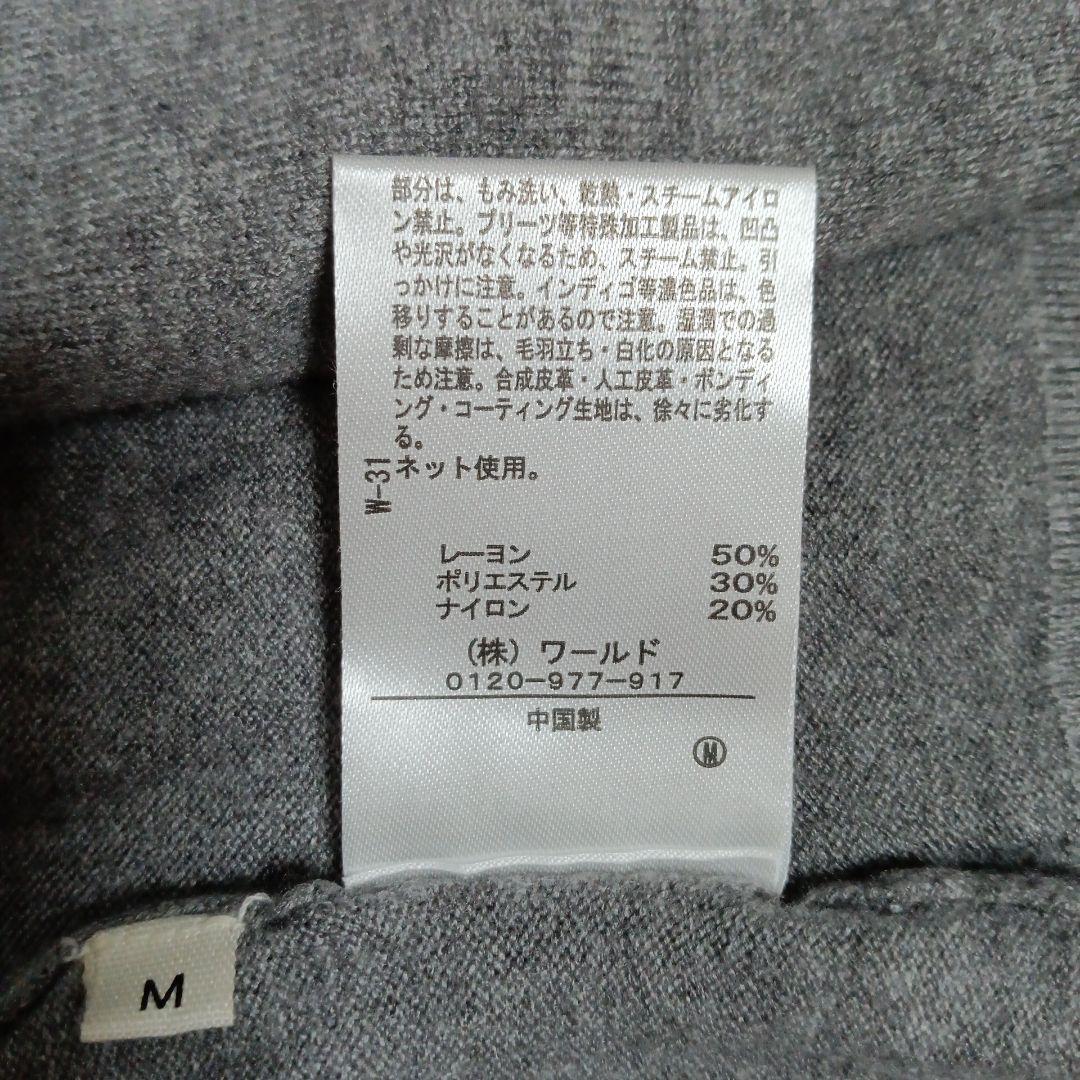 部分は、もみ洗い、乾熱・スチームアイロ
ン禁止。プリーツ等特殊加工製品は、凹凸
や光沢がなくなるため、スチーム禁止。引
っかけに注意。インディゴ等濃色品は、色
移りすることがあるので注意。湿潤での過
剰な摩擦は、毛羽立ち・白化の原因となる
ため注意。合成皮革・人工皮革・ボンディ
ング・コーティング生地は、徐々に劣化す
る。
ネット使用。
W-31
レーヨン 50%
ポリエステル 30%
ナイロン 20%
(株)ワールド
0120-977-917
中国製
Ⓜ
M